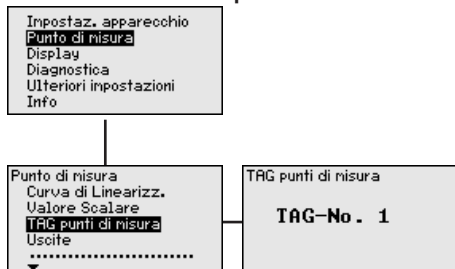 Impostaz. apparecchio
Punto di misura
Display
Diagnostica
Ulteriori impostazioni
Info
Punto di misura
Curva di Linearizz.
Valore Scalare
TAG punti di misura
Uscite
TAG punti di misura
TAG-No. 1